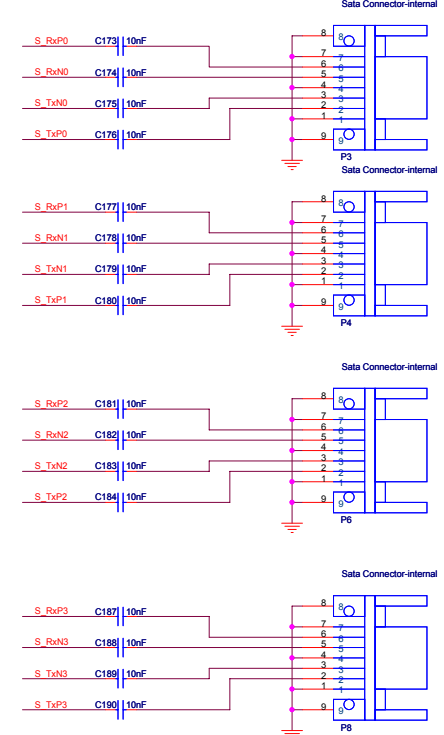 Sata Connector-internal
8 8
S_RxP0 C173 10nF
7 7
6 6
S_RxN0 C174 10nF 5 5
4 4
S_TxN0 C175 10nF 3 3
2 2
1 1
S_TxP0 C176 10nF 9 9
P3
Sata Connector-internal
8 8
S_RxP1 C177 10nF
7 7
6 6
S_RxN1 C178 10nF 5 5
4 4
S_TxN1 C179 10nF 3 3
2 2
1 1
S_TxP1 C180 10nF 9 9
P4
Sata Connector-internal
8 8
S_RxP2 C181 10nF
7 7
6 6
S_RxN2 C182 10nF 5 5
4 4
S_TxN2 C183 10nF 3 3
2 2
1 1
S_TxP2 C184 10nF 9 9
P6
Sata Connector-internal
8 8
S_RxP3 C187 10nF
7 7
6 6
S_RxN3 C188 10nF 5 5
4 4
S_TxN3 C189 10nF 3 3
2 2
1 1
S_TxP3 C190 10nF 9 9
P8